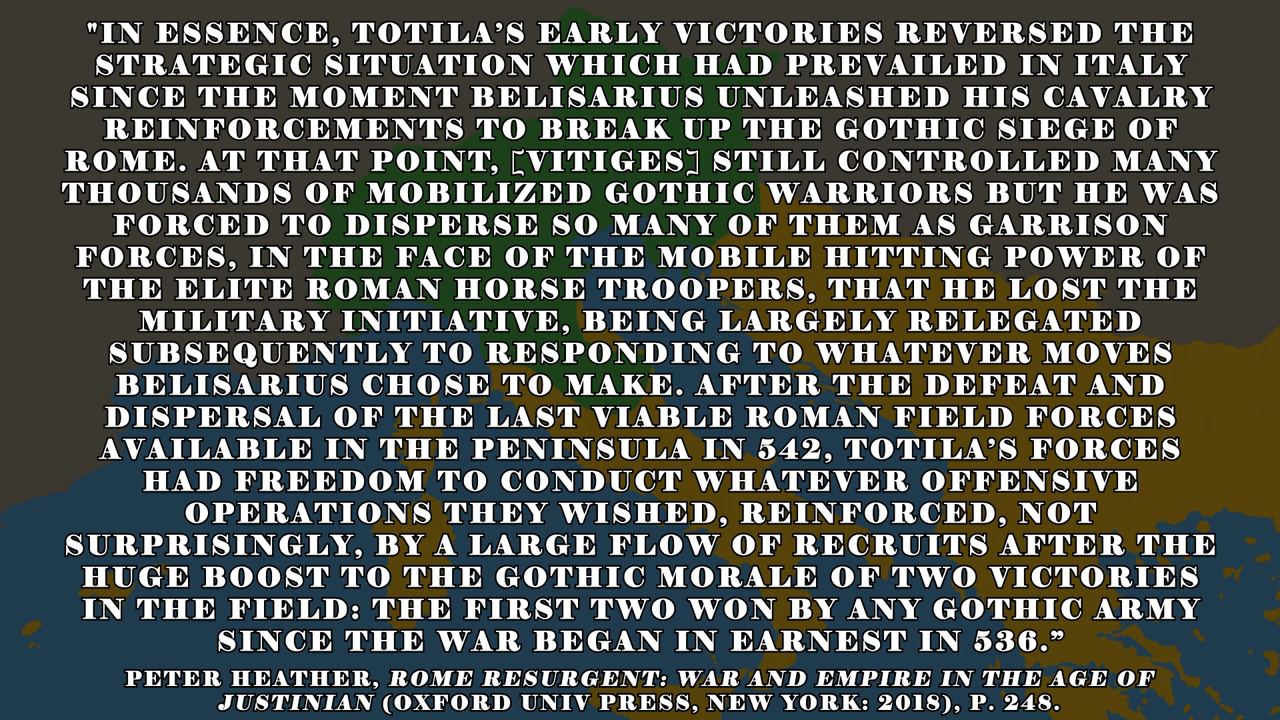 "IN ESSENCE, TOTILA’S EARLY VICTORIES REVERSED THE
STRATEGIC SITUATION WHICH HAD PREVAILED IN ITALY
SINCE THE MOMENT BELISARIUS UNLEASHED HIS CAVALRY
REINFORCEMENTS TO BREAK UP THE GOTHIC SIEGE OF
ROME. AT THAT POINT, [VITIGES] STILL CONTROLLED MANY
THOUSANDS OF MOBILIZED GOTHIC WARRIORS BUT HE WAS
FORCED TO DISPERSE SO MANY OF THEM AS GARRISON
FORCES, IN THE FACE OF THE MOBILE HITTING POWER OF
THE ELITE ROMAN HORSE TROOPERS, THAT HE LOST THE
MILITARY INITIATIVE, BEING LARGELY RELEGATED
SUBSEQUENTLY TO RESPONDING TO WHATEVER MOVES
BELISARIUS CHOSE TO MAKE. AFTER THE DEFEAT AND
DISPERSAL OF THE LAST VIABLE ROMAN FIELD FORCES
AVAILABLE IN THE PENINSULA IN 542, TOTILA’S FORCES
HAD FREEDOM TO CONDUCT WHATEVER OFFENSIVE
OPERATIONS THEY WISHED, REINFORCED, NOT
SURPRISINGLY, BY A LARGE FLOW OF RECRUITS AFTER THE
HUGE BOOST TO THE GOTHIC MORALE OF TWO VICTORIES
IN THE FIELD: THE FIRST TWO WON BY ANY GOTHIC ARMY
SINCE THE WAR BEGAN IN EARNEST IN 536.”
PETER HEATHER, ROME RESURGENT: WAR AND EMPIRE IN THE AGE OF
JUSTINIAN (OXFORD UNIV PRESS, NEW YORK: 2018), P. 248.